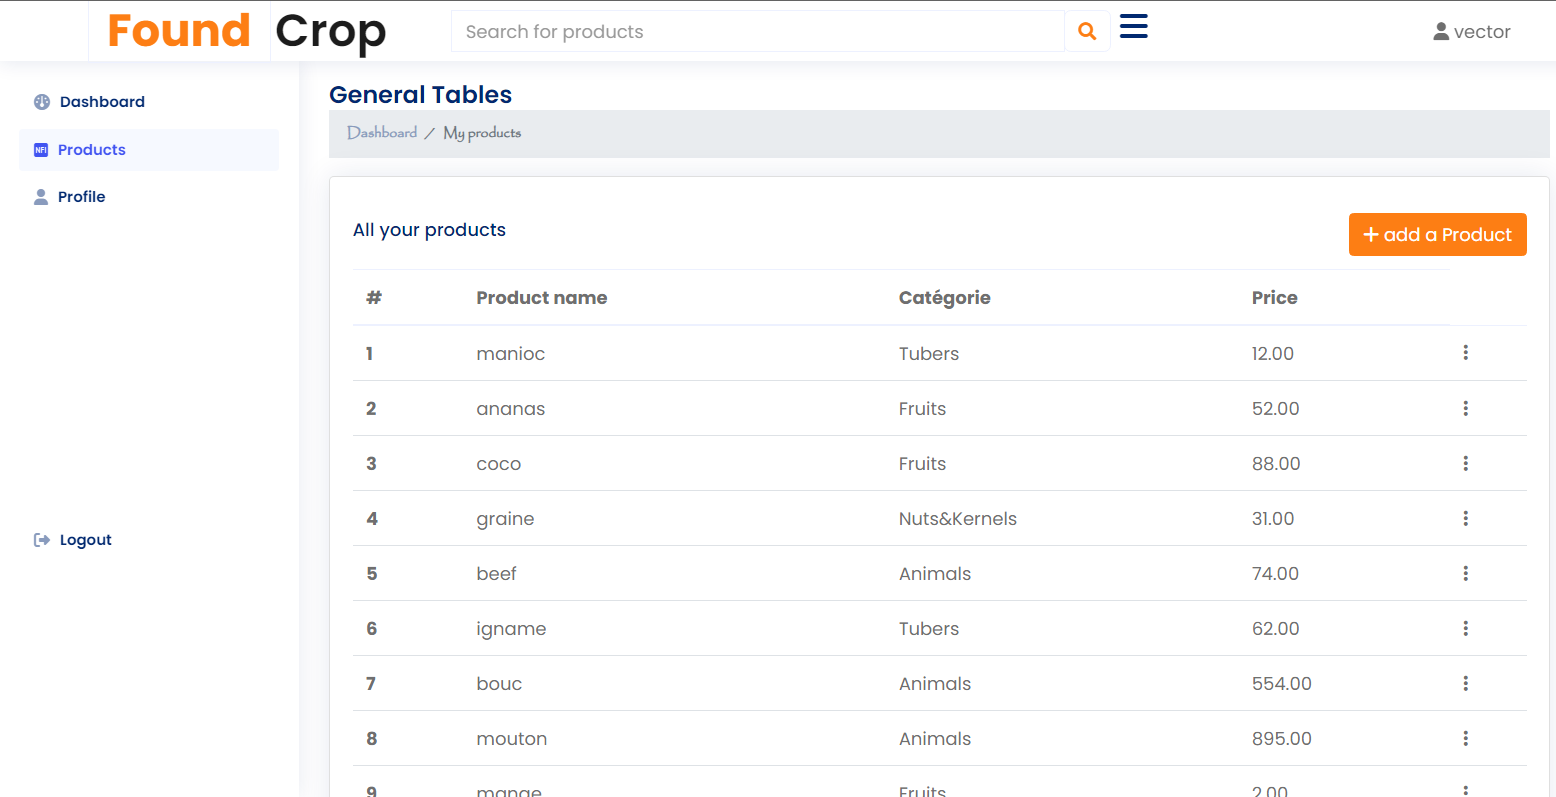 Found Crop
Search for products
vector
Dashboard
Products
Profile
Logout
General Tables
Dashboard / My products
All your products
+ add a Product
# Product name Catégorie Price
1 manioc Tubers 12.00
2 ananas Fruits 52.00
3 coco Fruits 88.00
4 graine Nuts&Kernels 31.00
5 beef Animals 74.00
6 igname Tubers 62.00
7 bouc Animals 554.00
8 mouton Animals 895.00
9 mange Fruits 2.00